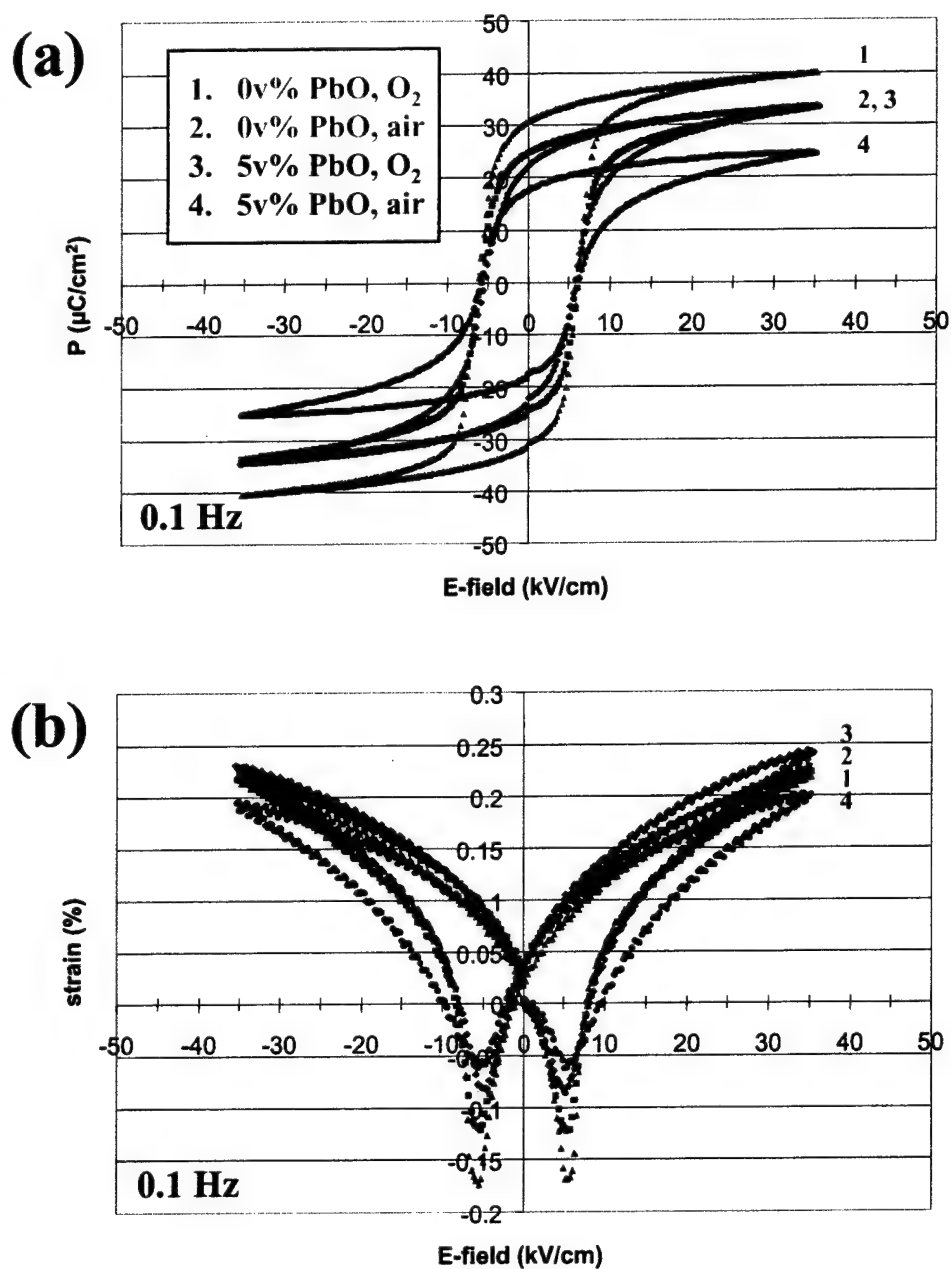 (a)
50
40
30
20
10
0
-10
-20
-30
-40
-50
-50 -40 -30 -20 -10 0 10 20 30 40 50
P (µC/cm²)
E-field (kV/cm)
1. 0v% PbO, O₂
2. 0v% PbO, air
3. 5v% PbO, O₂
4. 5v% PbO, air
1
2, 3
4
0.1 Hz
(b)
0.3
0.25
0.2
0.15
0.05
-0.1
-0.15
-0.2
-50 -40 -30 -20 -10 0 10 20 30 40 50
strain (%)
E-field (kV/cm)
3
2
1
4
0.1 Hz